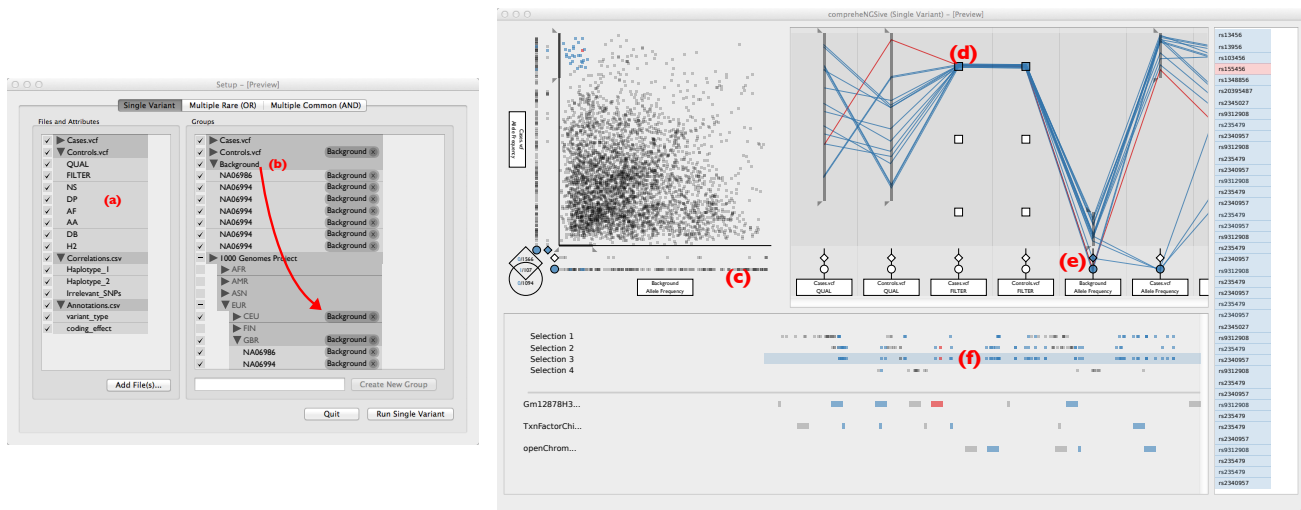 Setup – [Preview]
Single Variant Multiple Rare (OR) Multiple Common (AND)
Files and Attributes
Cases.vcf
Controls.vcf
QUAL
FILTER
NS
DP
AF
AA
DB
H2
Correlations.csv
Haplotype_1
Haplotype_2
Irrelevant_SNPs
Annotations.csv
variant_type
coding_effect
(a)
Add File(s)...
Groups
Cases.vcf
Controls.vcf Background
Background (b)
NA06986 Background
NA06994 Background
NA06994 Background
NA06994 Background
NA06994 Background
NA06994 Background
NA06994 Background
1000 Genomes Project
AFR
AMR
ASN
EUR
CEU Background
FIN
GBR Background
NA06986 Background
NA06994 Background
Create New Group
Quit Run Single Variant
compreheNGSive (Single Variant) – [Preview]
Cases.vcf
Allele Frequency
0/1566
1/107
0/1094
(c)
Background
Allele Frequency
(d)
(e)
Cases.vcf
QUAL
Controls.vcf
QUAL
Cases.vcf
FILTER
Controls.vcf
FILTER
Background
Allele Frequency
Cases.vcf
Allele Frequency
Selection 1
Selection 2
Selection 3
Selection 4
(f)
Gm12878H3...
TxnFactorChi...
openChrom...
rs13456
rs13956
rs103456
rs155456
rs1348856
rs20395487
rs2345027
rs9312908
rs235479
rs2340957
rs9312908
rs235479
rs2340957
rs9312908
rs235479
rs2340957
rs235479
rs2340957
rs9312908
rs235479
rs2340957
rs9312908
rs235479
rs2340957
rs235479
rs2340957
rs2345027
rs9312908
rs235479
rs2340957
rs9312908
rs235479
rs2340957
rs9312908
rs235479
rs2340957
rs9312908
rs235479
rs235479
rs2340957